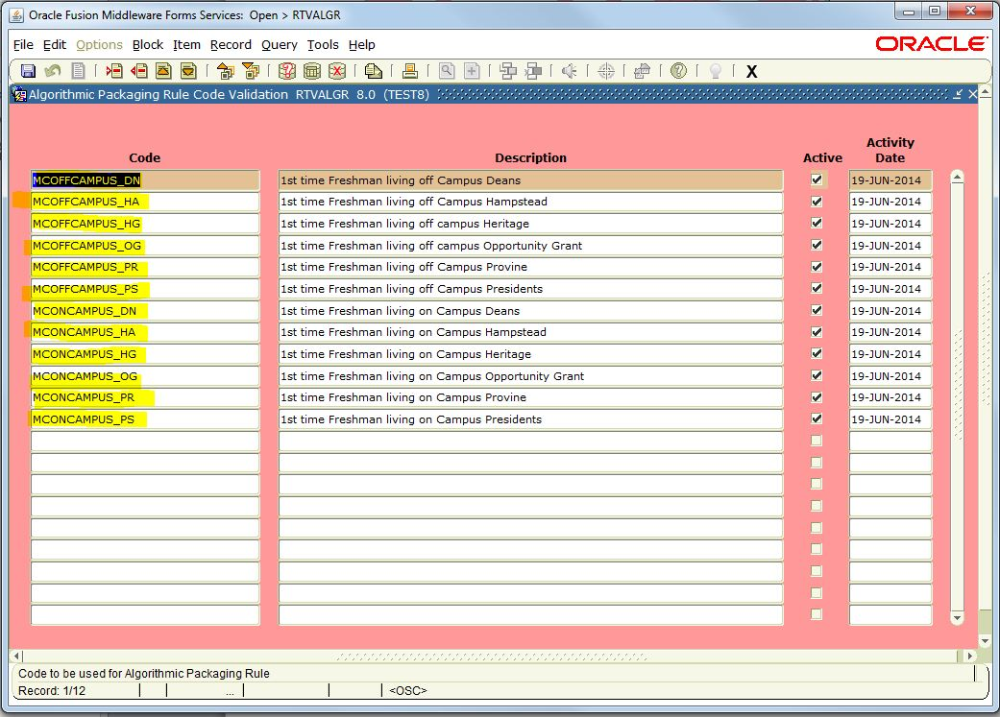 Oracle Fusion Middleware Forms Services: Open > RTVALGR
File Edit Options Block Item Record Query Tools Help
ORACLE
X
Algorithmic Packaging Rule Code Validation RTVALGR 8.0 (TEST8)
Code Description Active Activity Date
MCOFFCAMPUS_DN 1st time Freshman living off Campus Deans 19-JUN-2014
MCOFFCAMPUS_HA 1st time Freshman living off Campus Hampstead 19-JUN-2014
MCOFFCAMPUS_HG 1st time Freshman living off campus Heritage 19-JUN-2014
MCOFFCAMPUS_OG 1st time Freshman living off campus Opportunity Grant 19-JUN-2014
MCOFFCAMPUS_PR 1st time Freshman living off Campus Provine 19-JUN-2014
MCOFFCAMPUS_PS 1st time Freshman living off Campus Presidents 19-JUN-2014
MCONCAMPUS_DN 1st time Freshman living on Campus Deans 19-JUN-2014
MCONCAMPUS_HA 1st time Freshman living on Campus Hampstead 19-JUN-2014
MCONCAMPUS_HG 1st time Freshman living on Campus Heritage 19-JUN-2014
MCONCAMPUS_OG 1st time Freshman living on Campus Opportunity Grant 19-JUN-2014
MCONCAMPUS_PR 1st time Freshman living on Campus Provine 19-JUN-2014
MCONCAMPUS_PS 1st time Freshman living on Campus Presidents 19-JUN-2014
Code to be used for Algorithmic Packaging Rule
Record: 1/12 ... <OSC>